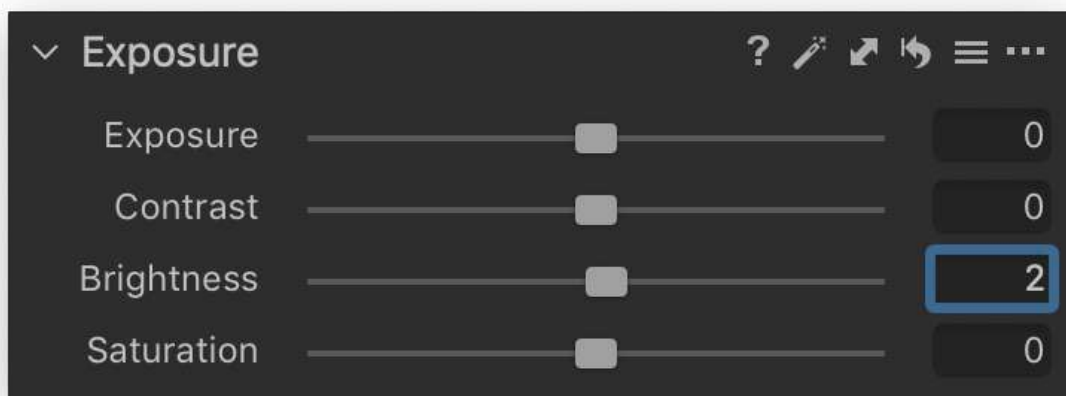 Exposure ?
Exposure 0
Contrast 0
Brightness 2
Saturation 0